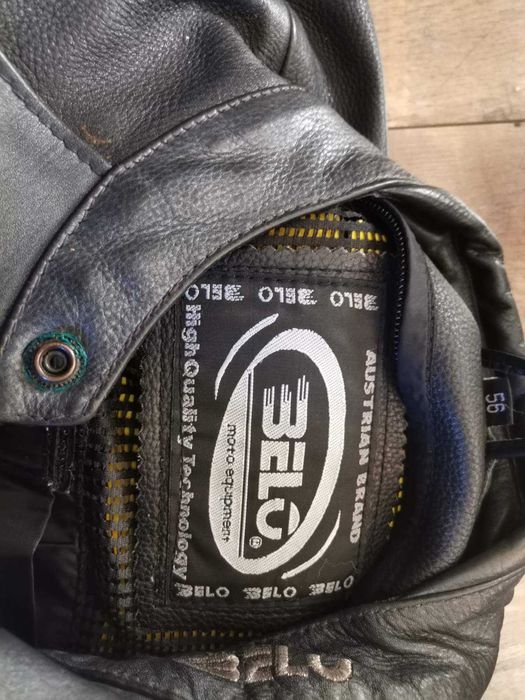 BELO BELO BELO
High Quality Technology
BELO
moto equipment
AUSTRIAN BRAND
BELO BELO BELO
56
BELO